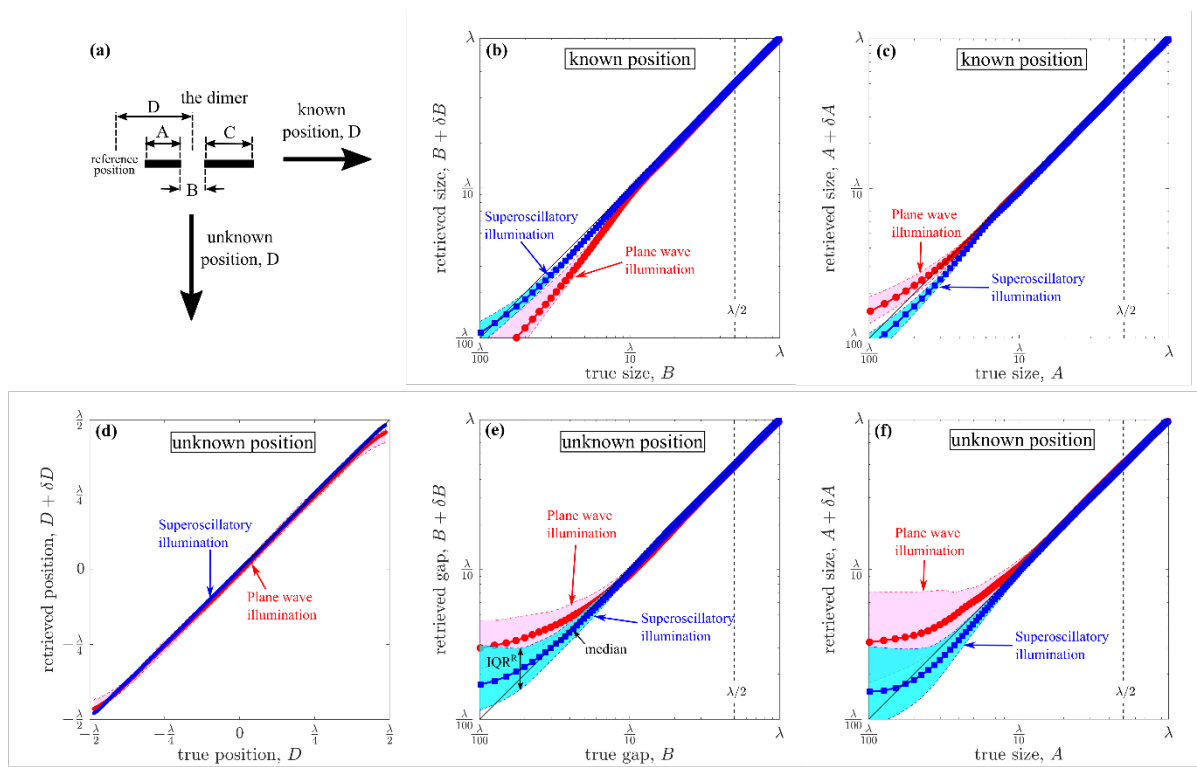 (a)
the dimer
D
A
C
reference
position
B
known
position, D
unknown
position, D
(b)
known position
retrieved size, B + δB
λ
λ/10
λ/100
Superoscillatory
illumination
Plane wave
illumination
λ/2
λ/100
λ/10
λ
true size, B
(c)
known position
retrieved size, A + δA
λ
λ/10
λ/100
Plane wave
illumination
Superoscillatory
illumination
λ/2
λ/100
λ/10
λ
true size, A
(d)
unknown position
retrieved position, D + δD
λ/2
λ/4
0
-λ/4
-λ/2
Superoscillatory
illumination
Plane wave
illumination
-λ/2
-λ/4
0
λ/2
λ/2
true position, D
(e)
unknown position
retrieved gap, B + δB
λ
λ/10
λ/100
Plane wave
illumination
Superoscillatory
illumination
median
IQRᴿ
λ/2
λ/100
λ/10
λ
true gap, B
(f)
unknown position
retrieved size, A + δA
λ
λ/10
λ/100
Plane wave
illumination
Superoscillatory
illumination
λ/2
λ/100
λ/10
λ
true size, A